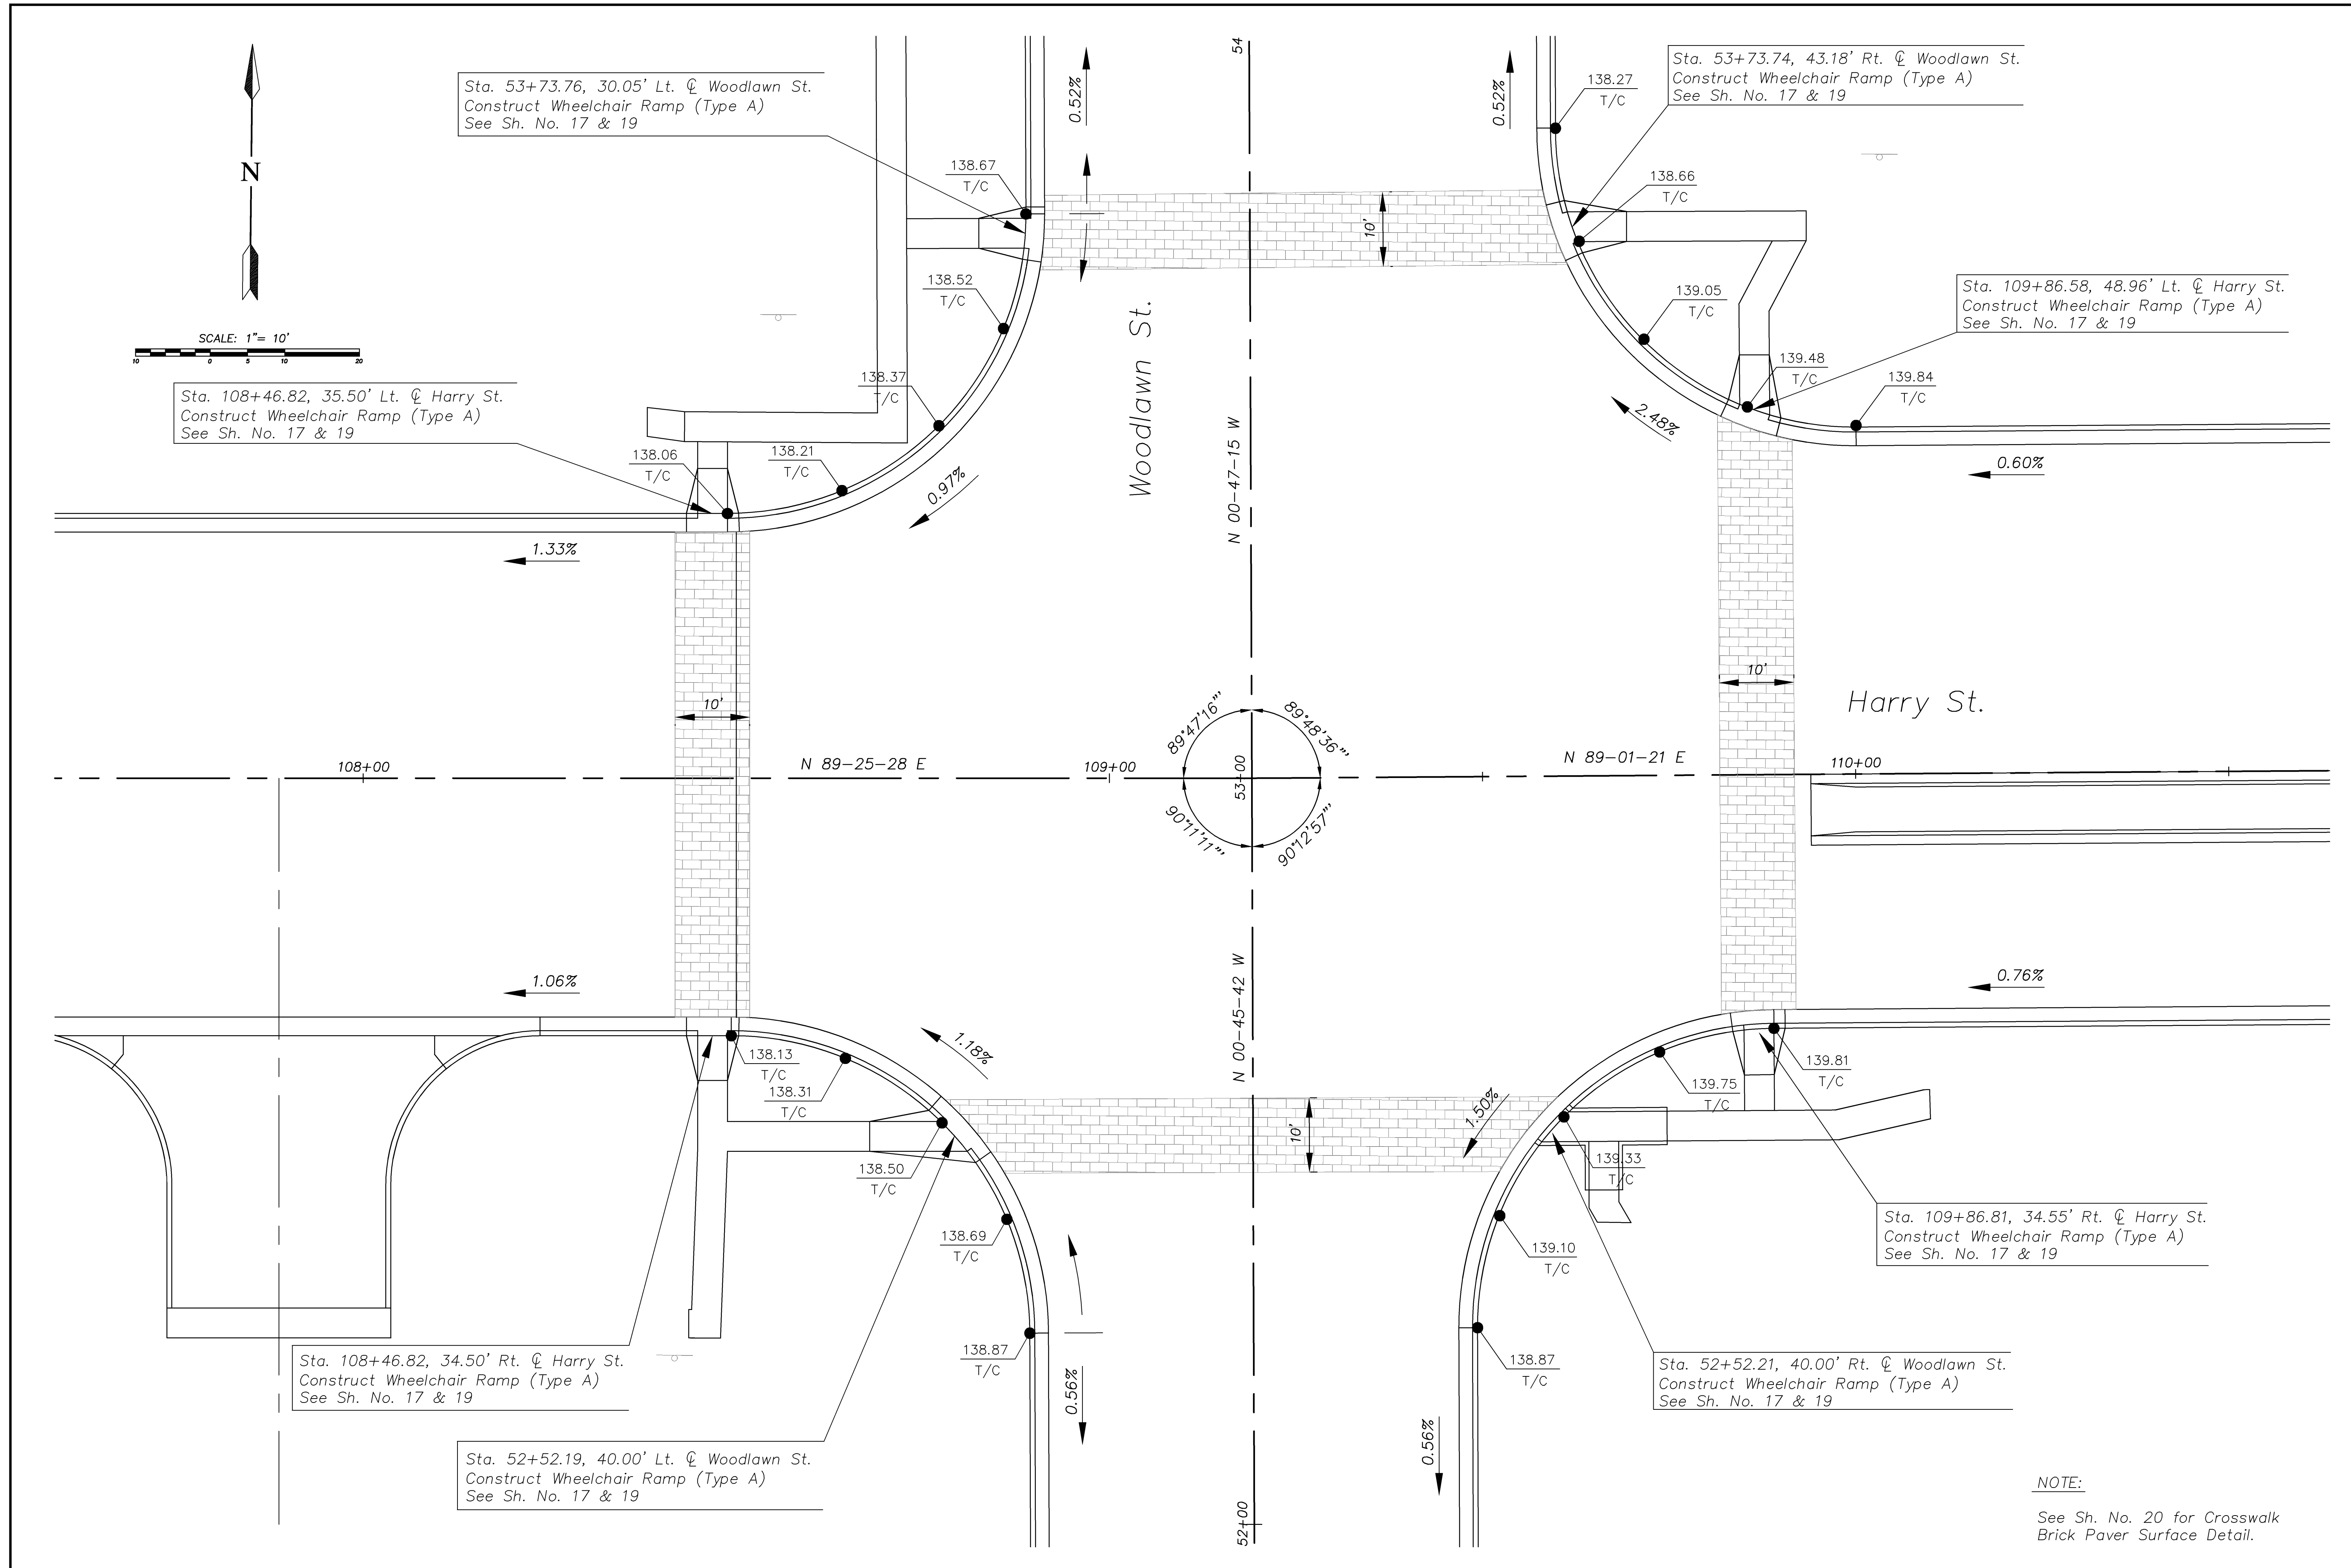 54
0.52%
0.52%
Sta. 53+73.76, 30.05' Lt. ℄ Woodlawn St.
Construct Wheelchair Ramp (Type A)
See Sh. No. 17 & 19
Sta. 53+73.74, 43.18' Rt. ℄ Woodlawn St.
Construct Wheelchair Ramp (Type A)
See Sh. No. 17 & 19
138.27
T/C
N
138.67
T/C
138.66
T/C
10'
138.52
T/C
139.05
T/C
Sta. 109+86.58, 48.96' Lt. ℄ Harry St.
Construct Wheelchair Ramp (Type A)
See Sh. No. 17 & 19
SCALE: 1"= 10'
10 0 5 10 20
Woodlawn St.
N 00-47-15 W
138.37
T/C
139.48
T/C
139.84
T/C
Sta. 108+46.82, 35.50' Lt. ℄ Harry St.
Construct Wheelchair Ramp (Type A)
See Sh. No. 17 & 19
2.48%
138.06
T/C
138.21
T/C
0.97%
0.60%
1.33%
10'
10'
Harry St.
89°47'16"'
89°48'36"'
108+00
N 89-25-28 E
109+00
53+00
N 89-01-21 E
110+00
90°11'11"'
90°12'57"'
1.06%
0.76%
N 00-45-42 W
1.18%
138.13
T/C
138.31
T/C
139.81
T/C
139.75
T/C
1.50%
10'
138.50
T/C
139.33
T/C
138.69
T/C
139.10
T/C
Sta. 109+86.81, 34.55' Rt. ℄ Harry St.
Construct Wheelchair Ramp (Type A)
See Sh. No. 17 & 19
138.87
T/C
138.87
T/C
0.56%
0.56%
Sta. 108+46.82, 34.50' Rt. ℄ Harry St.
Construct Wheelchair Ramp (Type A)
See Sh. No. 17 & 19
Sta. 52+52.21, 40.00' Rt. ℄ Woodlawn St.
Construct Wheelchair Ramp (Type A)
See Sh. No. 17 & 19
Sta. 52+52.19, 40.00' Lt. ℄ Woodlawn St.
Construct Wheelchair Ramp (Type A)
See Sh. No. 17 & 19
52+00
NOTE:
See Sh. No. 20 for Crosswalk
Brick Paver Surface Detail.